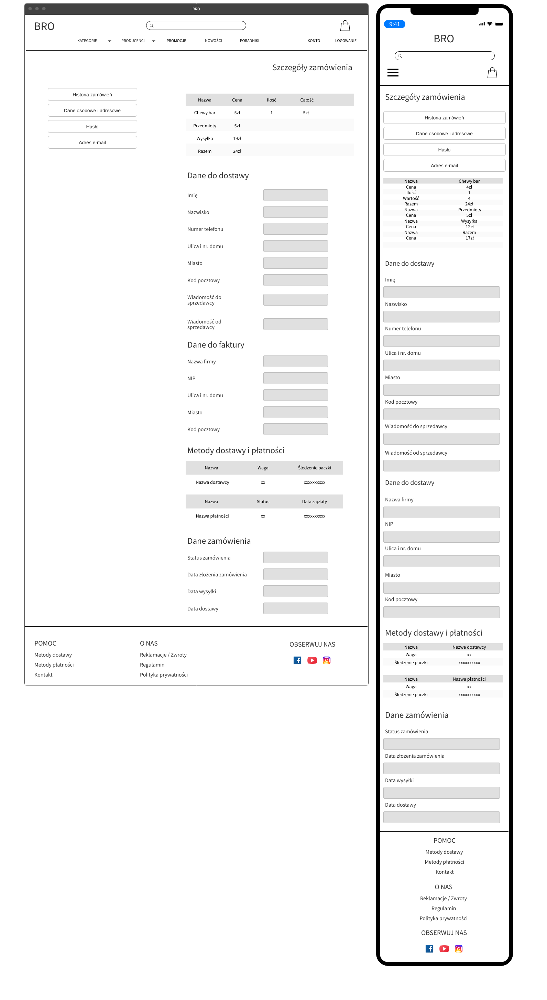 BRO
BRO
KATEGORIE PRODUCENCI PROMOCJE NOWOŚCI PORADNIKI KONTO LOGOWANIE
Szczegóły zamówienia
Historia zamówień
Dane osobowe i adresowe
Hasło
Adres e-mail
Nazwa Cena Ilość Całość
Chewy bar 5zł 1 5zł
Przedmioty 5zł
Wysyłka 19zł
Razem 24zł
Dane do dostawy
Imię
Nazwisko
Numer telefonu
Ulica i nr. domu
Miasto
Kod pocztowy
Wiadomość do
sprzedawcy
Wiadomość od
sprzedawcy
Dane do faktury
Nazwa firmy
NIP
Ulica i nr. domu
Miasto
Kod pocztowy
Metody dostawy i płatności
Nazwa Waga Śledzenie paczki
Nazwa dostawcy xx xxxxxxxxxx
Nazwa Status Data zapłaty
Nazwa płatności xx xxxxxxxxxx
Dane zamówienia
Status zamówienia
Data złożenia zamówienia
Data wysyłki
Data dostawy
POMOC
Metody dostawy
Metody płatności
Kontakt
O NAS
Reklamacje / Zwroty
Regulamin
Polityka prywatności
OBSERWUJ NAS
9:41
BRO
Szczegóły zamówienia
Historia zamówień
Dane osobowe i adresowe
Hasło
Adres e-mail
Nazwa Chewy bar
Cena 4zł
Ilość 1
Wartość 4
Razem 24zł
Nazwa Przedmioty
Cena 5zł
Nazwa Wysyłka
Cena 12zł
Nazwa Razem
Cena 17zł
Dane do dostawy
Imię
Nazwisko
Numer telefonu
Ulica i nr. domu
Miasto
Kod pocztowy
Wiadomość do sprzedawcy
Wiadomość od sprzedawcy
Dane do dostawy
Nazwa firmy
NIP
Ulica i nr. domu
Miasto
Kod pocztowy
Metody dostawy i płatności
Nazwa Nazwa dostawcy
Waga xx
Śledzenie paczki xxxxxxxxxx
Nazwa Nazwa płatności
Waga xx
Śledzenie paczki xxxxxxxxxx
Dane zamówienia
Status zamówienia
Data złożenia zamówienia
Data wysyłki
Data dostawy
POMOC
Metody dostawy
Metody płatności
Kontakt
O NAS
Reklamacje / Zwroty
Regulamin
Polityka prywatności
OBSERWUJ NAS